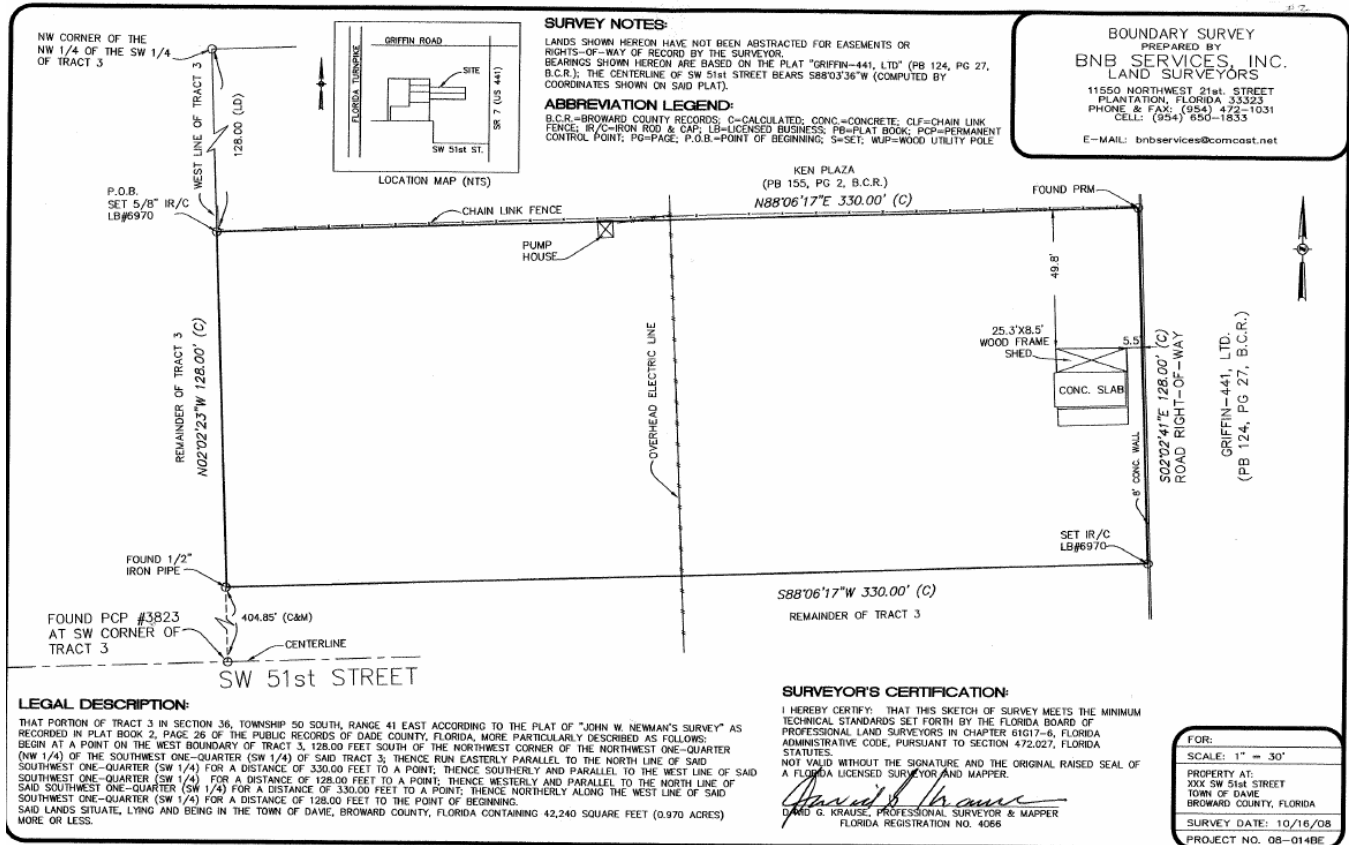 NW CORNER OF THE
NW 1/4 OF THE SW 1/4
OF TRACT 3
WEST LINE OF TRACT 3
128.00 (LD)
P.O.B.
SET 5/8" IR/C
LB#6970
GRIFFIN ROAD
FLORIDA TURNPIKE
SITE
SR 7 (US 441)
SW 51st ST.
LOCATION MAP (NTS)
SURVEY NOTES:
LANDS SHOWN HEREON HAVE NOT BEEN ABSTRACTED FOR EASEMENTS OR
RIGHTS-OF-WAY OF RECORD BY THE SURVEYOR.
BEARINGS SHOWN HEREON ARE BASED ON THE PLAT "GRIFFIN-441, LTD" (PB 124, PG 27,
B.C.R.); THE CENTERLINE OF SW 51st STREET BEARS S88°03'36"W (COMPUTED BY
COORDINATES SHOWN ON SAID PLAT).
ABBREVIATION LEGEND:
B.C.R.=BROWARD COUNTY RECORDS; C=CALCULATED; CONC.=CONCRETE; CLF=CHAIN LINK
FENCE; IR/C=IRON ROD & CAP; LB=LICENSED BUSINESS; PB=PLAT BOOK; PCP=PERMANENT
CONTROL POINT; PG=PAGE; P.O.B.=POINT OF BEGINNING; S=SET; WUP=WOOD UTILITY POLE
BOUNDARY SURVEY
PREPARED BY
BNB SERVICES, INC.
LAND SURVEYORS
11550 NORTHWEST 21st. STREET
PLANTATION, FLORIDA 33323
PHONE & FAX: (954) 472-1031
CELL: (954) 650-1833
E-MAIL: bnbservices@comcast.net
KEN PLAZA
(PB 155, PG 2, B.C.R.)
N88°06'17"E 330.00' (C)
FOUND PRM
CHAIN LINK FENCE
PUMP
HOUSE
49.8'
25.3'X8.5'
WOOD FRAME
SHED
5.5'
CONC. SLAB
OVERHEAD ELECTRIC LINE
REMAINDER OF TRACT 3
N02°02'23"W 128.00' (C)
8' CONC. WALL
S02°02'41"E 128.00' (C)
ROAD RIGHT-OF-WAY
GRIFFIN-441, LTD.
(PB 124, PG 27, B.C.R.)
SET IR/C
LB#6970
FOUND 1/2"
IRON PIPE
S88°06'17"W 330.00' (C)
REMAINDER OF TRACT 3
FOUND PCP #3823
AT SW CORNER OF
TRACT 3
404.85' (C&M)
CENTERLINE
SW 51st STREET
LEGAL DESCRIPTION:
THAT PORTION OF TRACT 3 IN SECTION 36, TOWNSHIP 50 SOUTH, RANGE 41 EAST ACCORDING TO THE PLAT OF "JOHN W. NEWMAN'S SURVEY" AS
RECORDED IN PLAT BOOK 2, PAGE 26 OF THE PUBLIC RECORDS OF DADE COUNTY, FLORIDA, MORE PARTICULARLY DESCRIBED AS FOLLOWS:
BEGIN AT A POINT ON THE WEST BOUNDARY OF TRACT 3, 128.00 FEET SOUTH OF THE NORTHWEST CORNER OF THE NORTHWEST ONE-QUARTER
(NW 1/4) OF THE SOUTHWEST ONE-QUARTER (SW 1/4) OF SAID TRACT 3; THENCE RUN EASTERLY PARALLEL TO THE NORTH LINE OF SAID
SOUTHWEST ONE-QUARTER (SW 1/4) FOR A DISTANCE OF 330.00 FEET TO A POINT; THENCE SOUTHERLY AND PARALLEL TO THE WEST LINE OF SAID
SOUTHWEST ONE-QUARTER (SW 1/4) FOR A DISTANCE OF 128.00 FEET TO A POINT; THENCE WESTERLY AND PARALLEL TO THE NORTH LINE OF
SAID SOUTHWEST ONE-QUARTER (SW 1/4) FOR A DISTANCE OF 330.00 FEET TO A POINT; THENCE NORTHERLY ALONG THE WEST LINE OF SAID
SOUTHWEST ONE-QUARTER (SW 1/4) FOR A DISTANCE OF 128.00 FEET TO THE POINT OF BEGINNING.
SAID LANDS SITUATE, LYING AND BEING IN THE TOWN OF DAVIE, BROWARD COUNTY, FLORIDA CONTAINING 42,240 SQUARE FEET (0.970 ACRES)
MORE OR LESS.
SURVEYOR'S CERTIFICATION:
I HEREBY CERTIFY: THAT THIS SKETCH OF SURVEY MEETS THE MINIMUM
TECHNICAL STANDARDS SET FORTH BY THE FLORIDA BOARD OF
PROFESSIONAL LAND SURVEYORS IN CHAPTER 61G17-6, FLORIDA
ADMINISTRATIVE CODE, PURSUANT TO SECTION 472.027, FLORIDA
STATUTES.
NOT VALID WITHOUT THE SIGNATURE AND THE ORIGINAL RAISED SEAL OF
A FLORIDA LICENSED SURVEYOR AND MAPPER.
DAVID G. KRAUSE, PROFESSIONAL SURVEYOR & MAPPER
FLORIDA REGISTRATION NO. 4066
FOR:
SCALE: 1" = 30'
PROPERTY AT:
XXX SW 51st STREET
TOWN OF DAVIE
BROWARD COUNTY, FLORIDA
SURVEY DATE: 10/16/08
PROJECT NO. 08-014BE